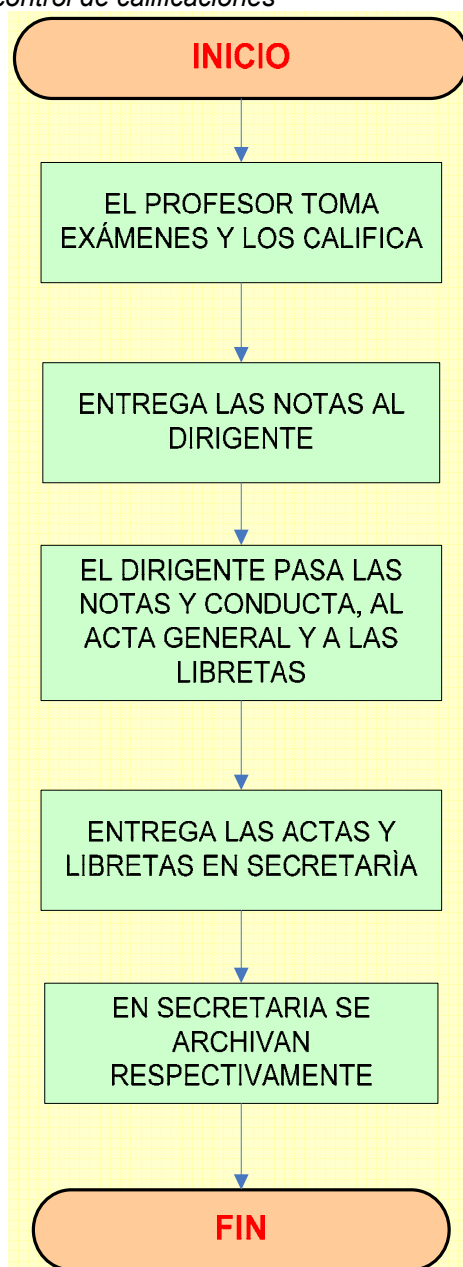 control de calificaciones
INICIO
EL PROFESOR TOMA
EXÁMENES Y LOS CALIFICA
ENTREGA LAS NOTAS AL
DIRIGENTE
EL DIRIGENTE PASA LAS
NOTAS Y CONDUCTA, AL
ACTA GENERAL Y A LAS
LIBRETAS
ENTREGA LAS ACTAS Y
LIBRETAS EN SECRETARÌA
EN SECRETARIA SE
ARCHIVAN
RESPECTIVAMENTE
FIN